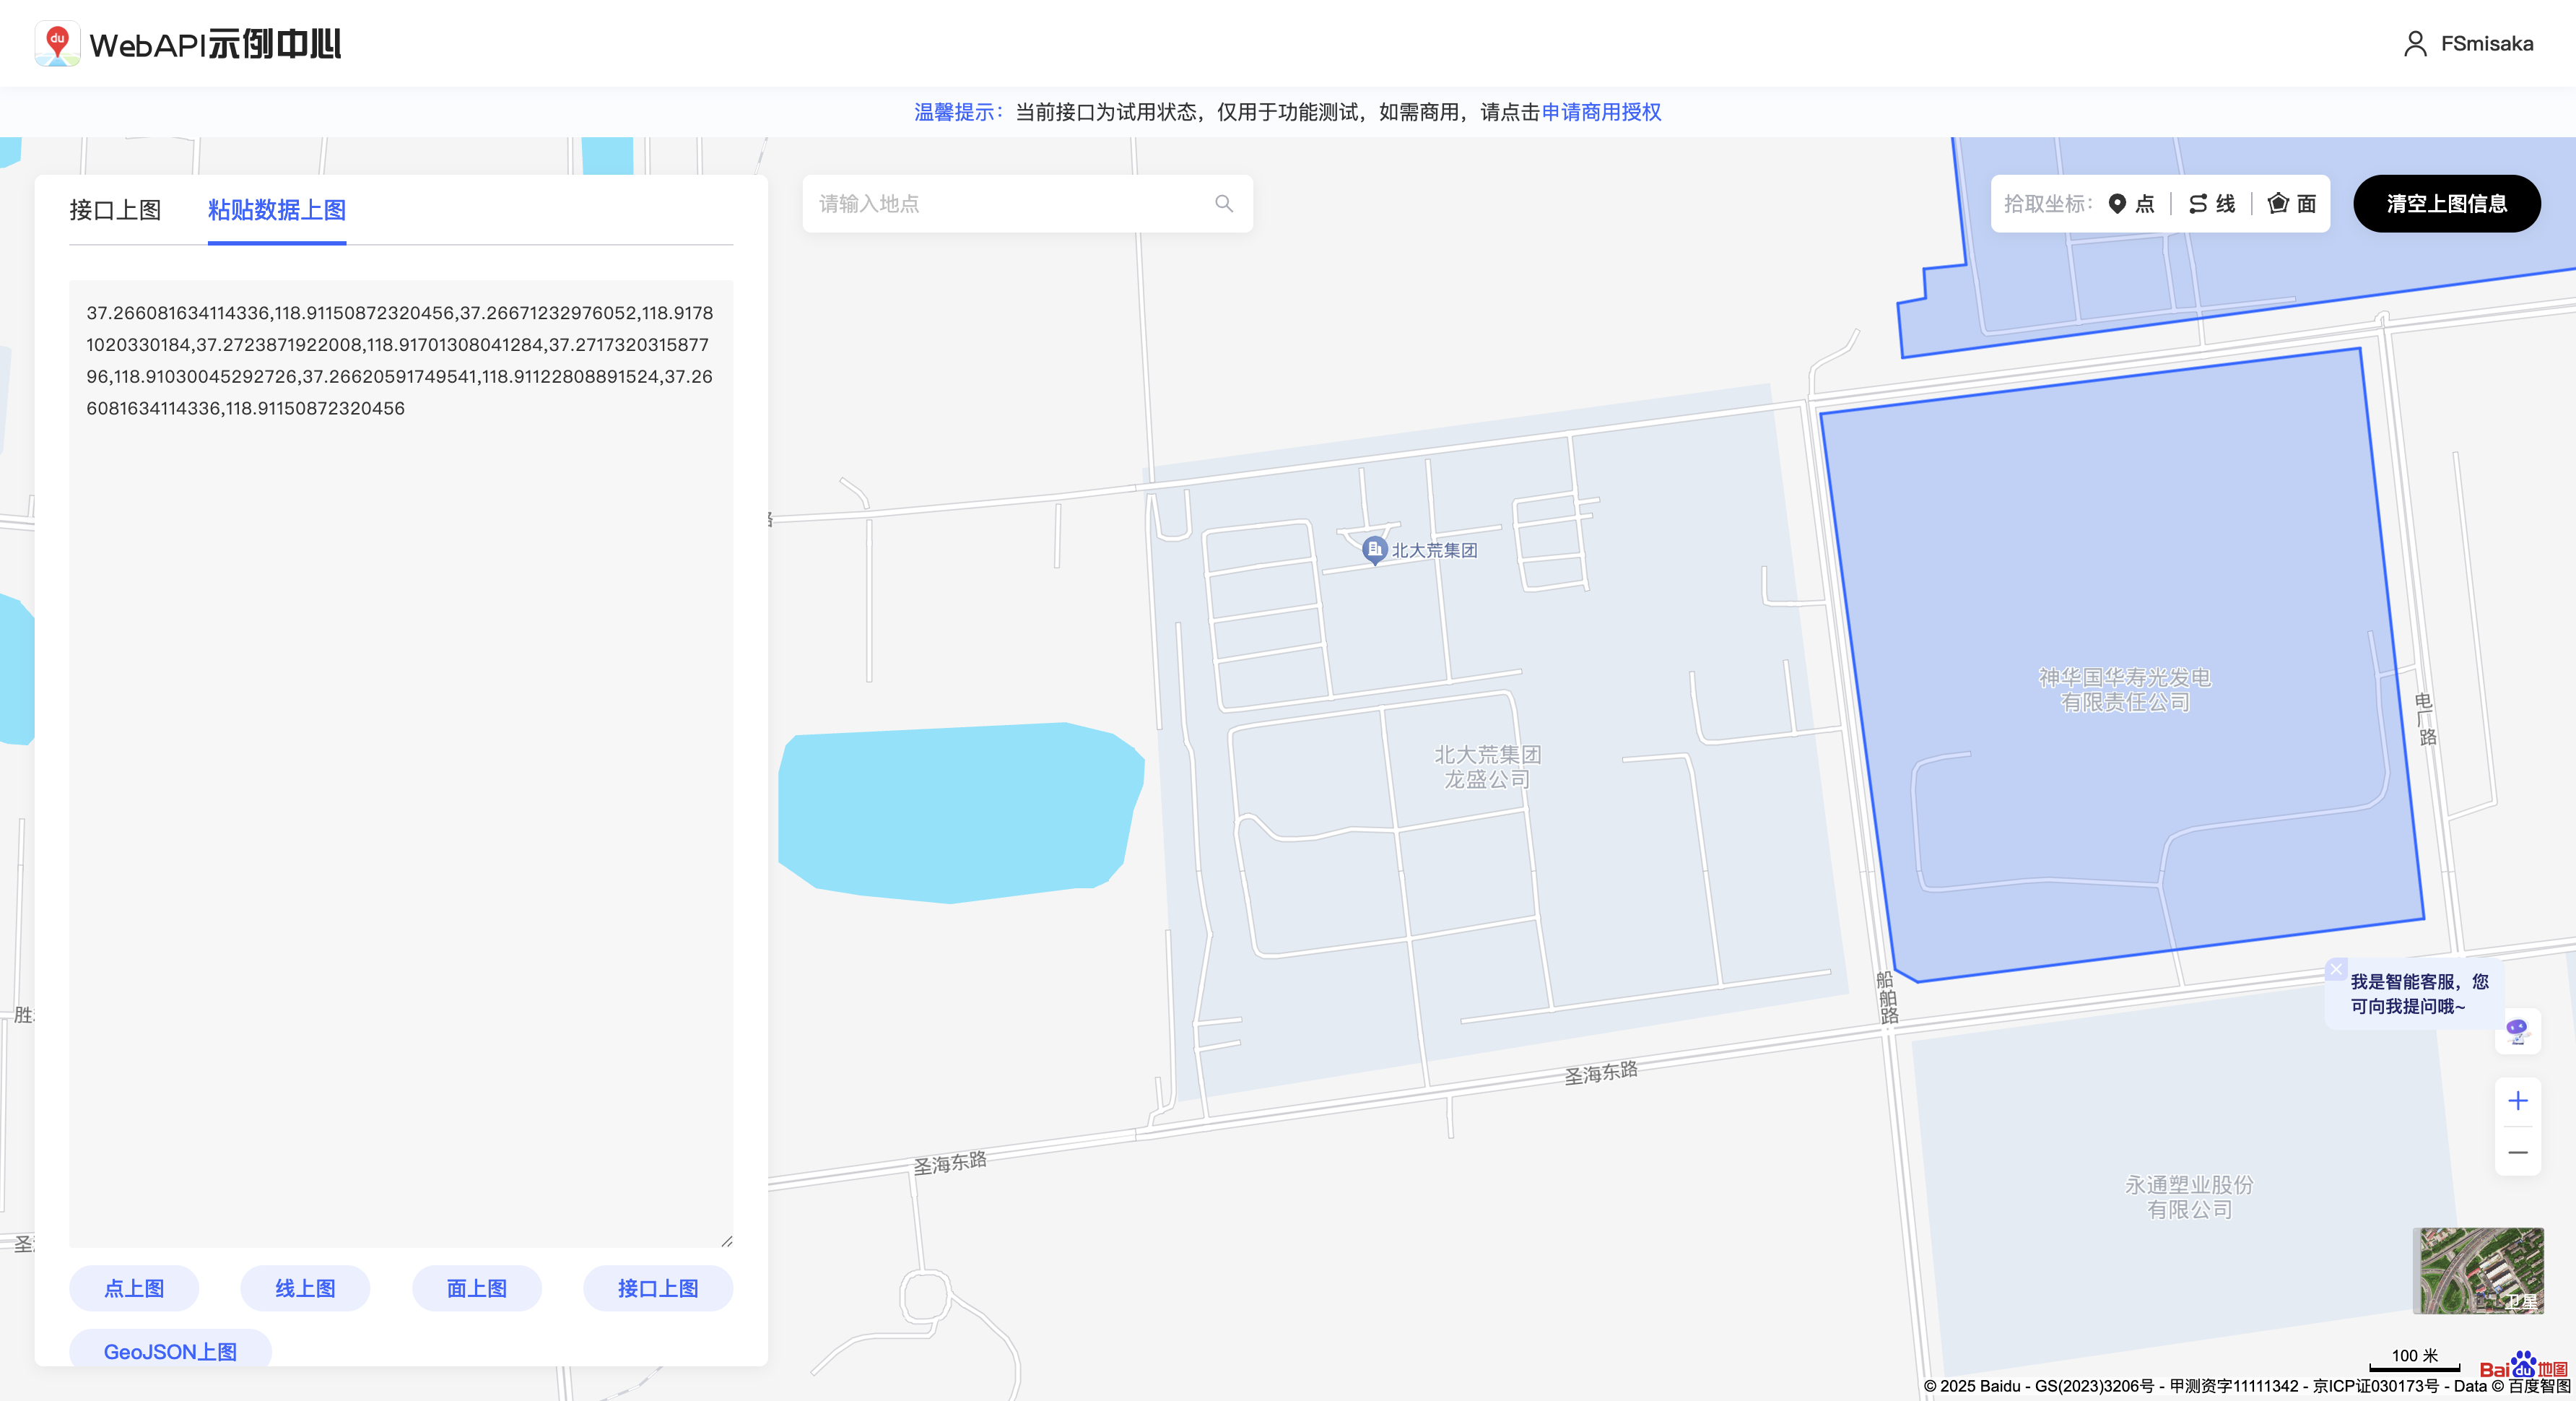 du WebAPI示例中心
FSmisaka
温馨提示：当前接口为试用状态，仅用于功能测试，如需商用，请点击申请商用授权
接口上图
粘贴数据上图
请输入地点
拾取坐标：
点
线
面
清空上图信息
37.266081634114336,118.91150872320456,37.26671232976052,118.9178
1020330184,37.2723871922008,118.91701308041284,37.2717320315877
96,118.91030045292726,37.26620591749541,118.91122808891524,37.26
6081634114336,118.91150872320456
路
北大荒集团
神华国华寿光发电
有限责任公司
电厂路
北大荒集团
龙盛公司
船舶路
我是智能客服，您
可向我提问哦~
胜
圣海东路
圣海东路
永通塑业股份
有限公司
圣
点上图
线上图
面上图
接口上图
GeoJSON上图
卫星
100 米
Bai du 地图
© 2025 Baidu - GS(2023)3206号 - 甲测资字11111342 - 京ICP证030173号 - Data © 百度智图